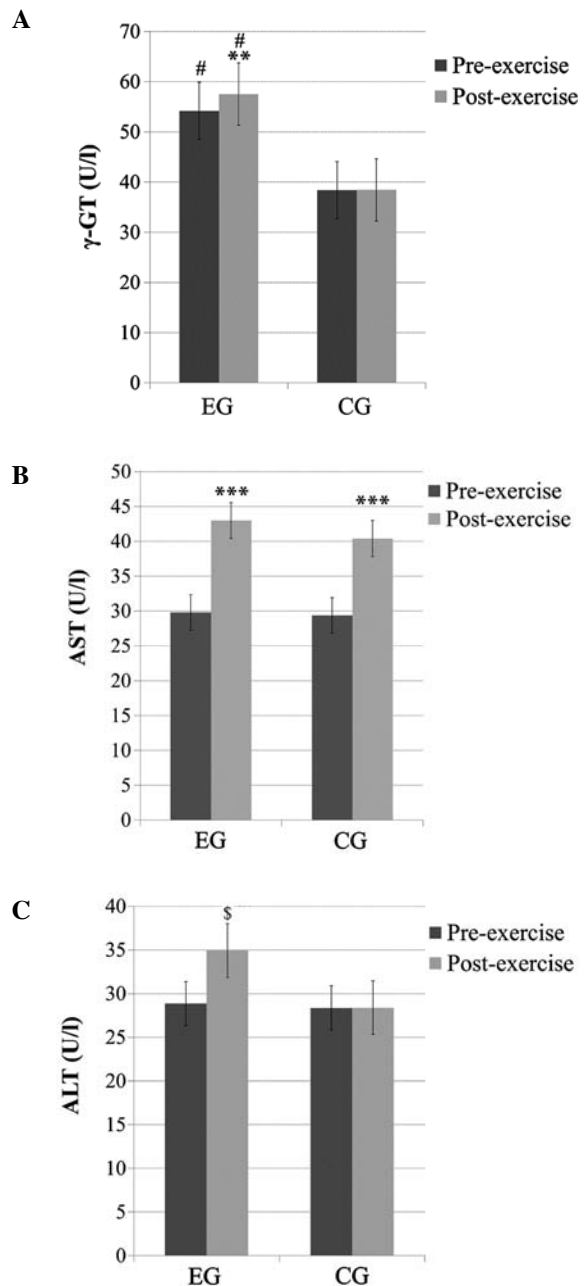 A
γ-GT (U/l)
70
60
50
40
30
20
10
0
#
#
**
EG
CG
Pre-exercise
Post-exercise
B
AST (U/l)
50
45
40
35
30
25
20
15
10
5
0
***
***
EG
CG
Pre-exercise
Post-exercise
C
ALT (U/l)
40
35
30
25
20
15
10
5
0
$
EG
CG
Pre-exercise
Post-exercise